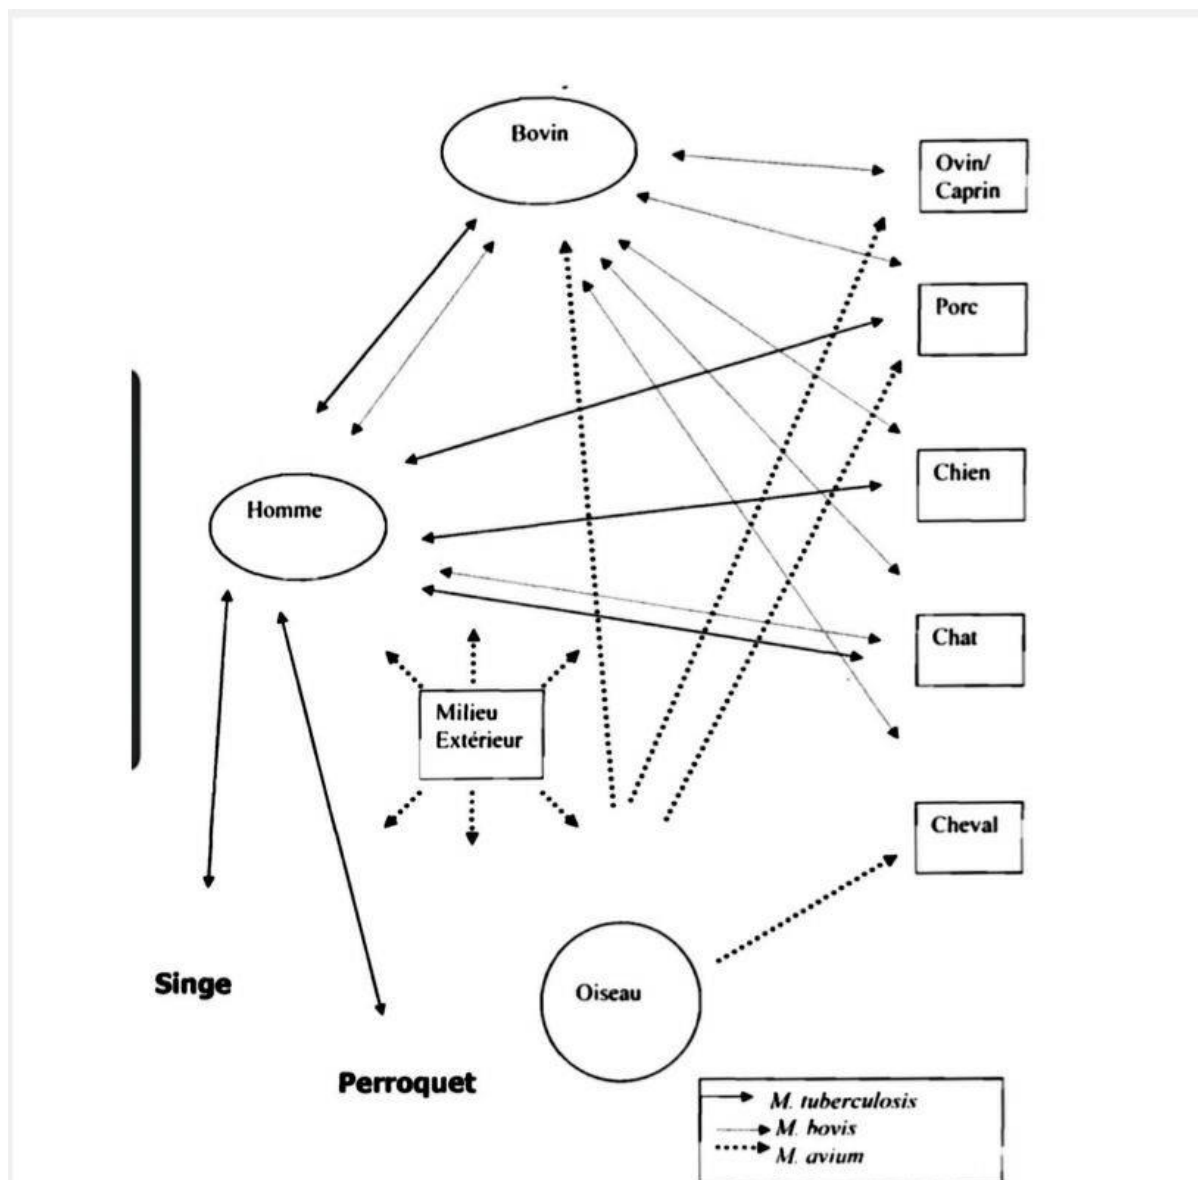 Bovin
Ovin/
Caprin
Porc
Homme
Chien
Chat
Milieu
Extérieur
Cheval
Singe
Oiseau
Perroquet
M. tuberculosis
M. bovis
M. avium